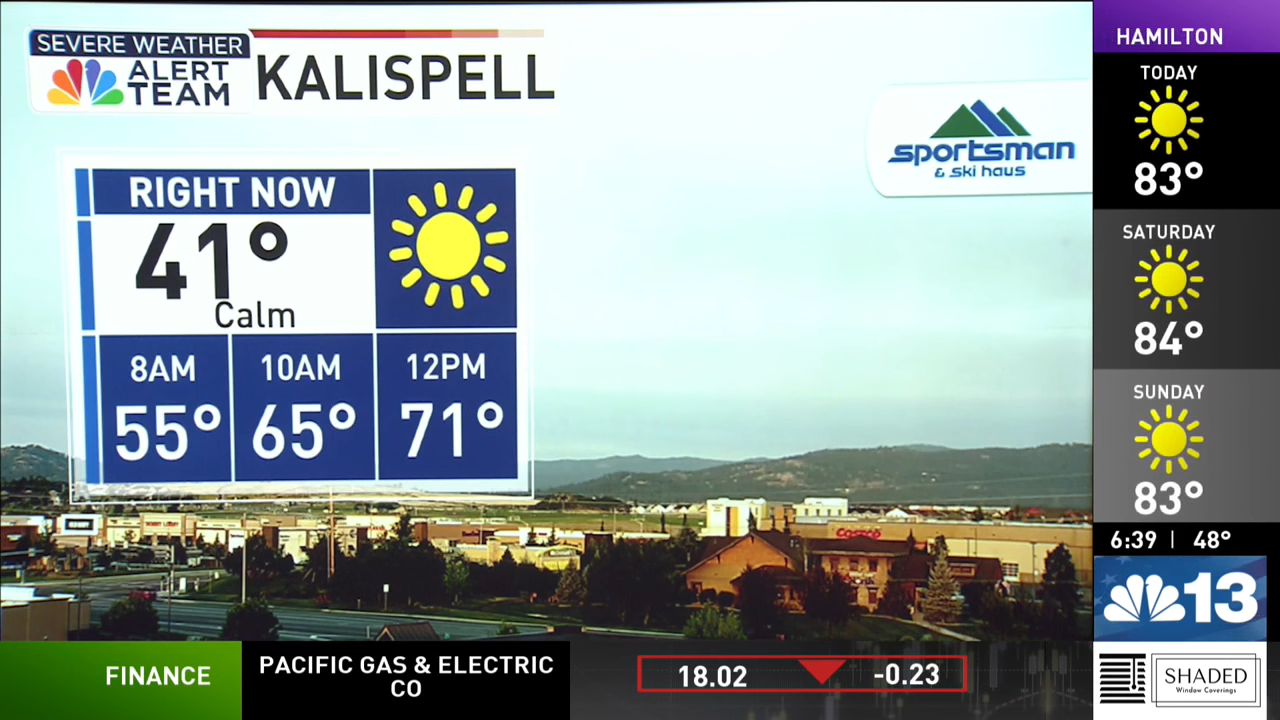 SEVERE WEATHER
ALERT
TEAM
KALISPELL
sportsman
& ski haus
RIGHT NOW
41°
Calm
8AM
10AM
12PM
55°
65°
71°
HAMILTON
TODAY
83°
SATURDAY
84°
SUNDAY
83°
6:39 | 48°
13
FINANCE
PACIFIC GAS & ELECTRIC
CO
18.02
-0.23
SHADED
Window Coverings
Costco